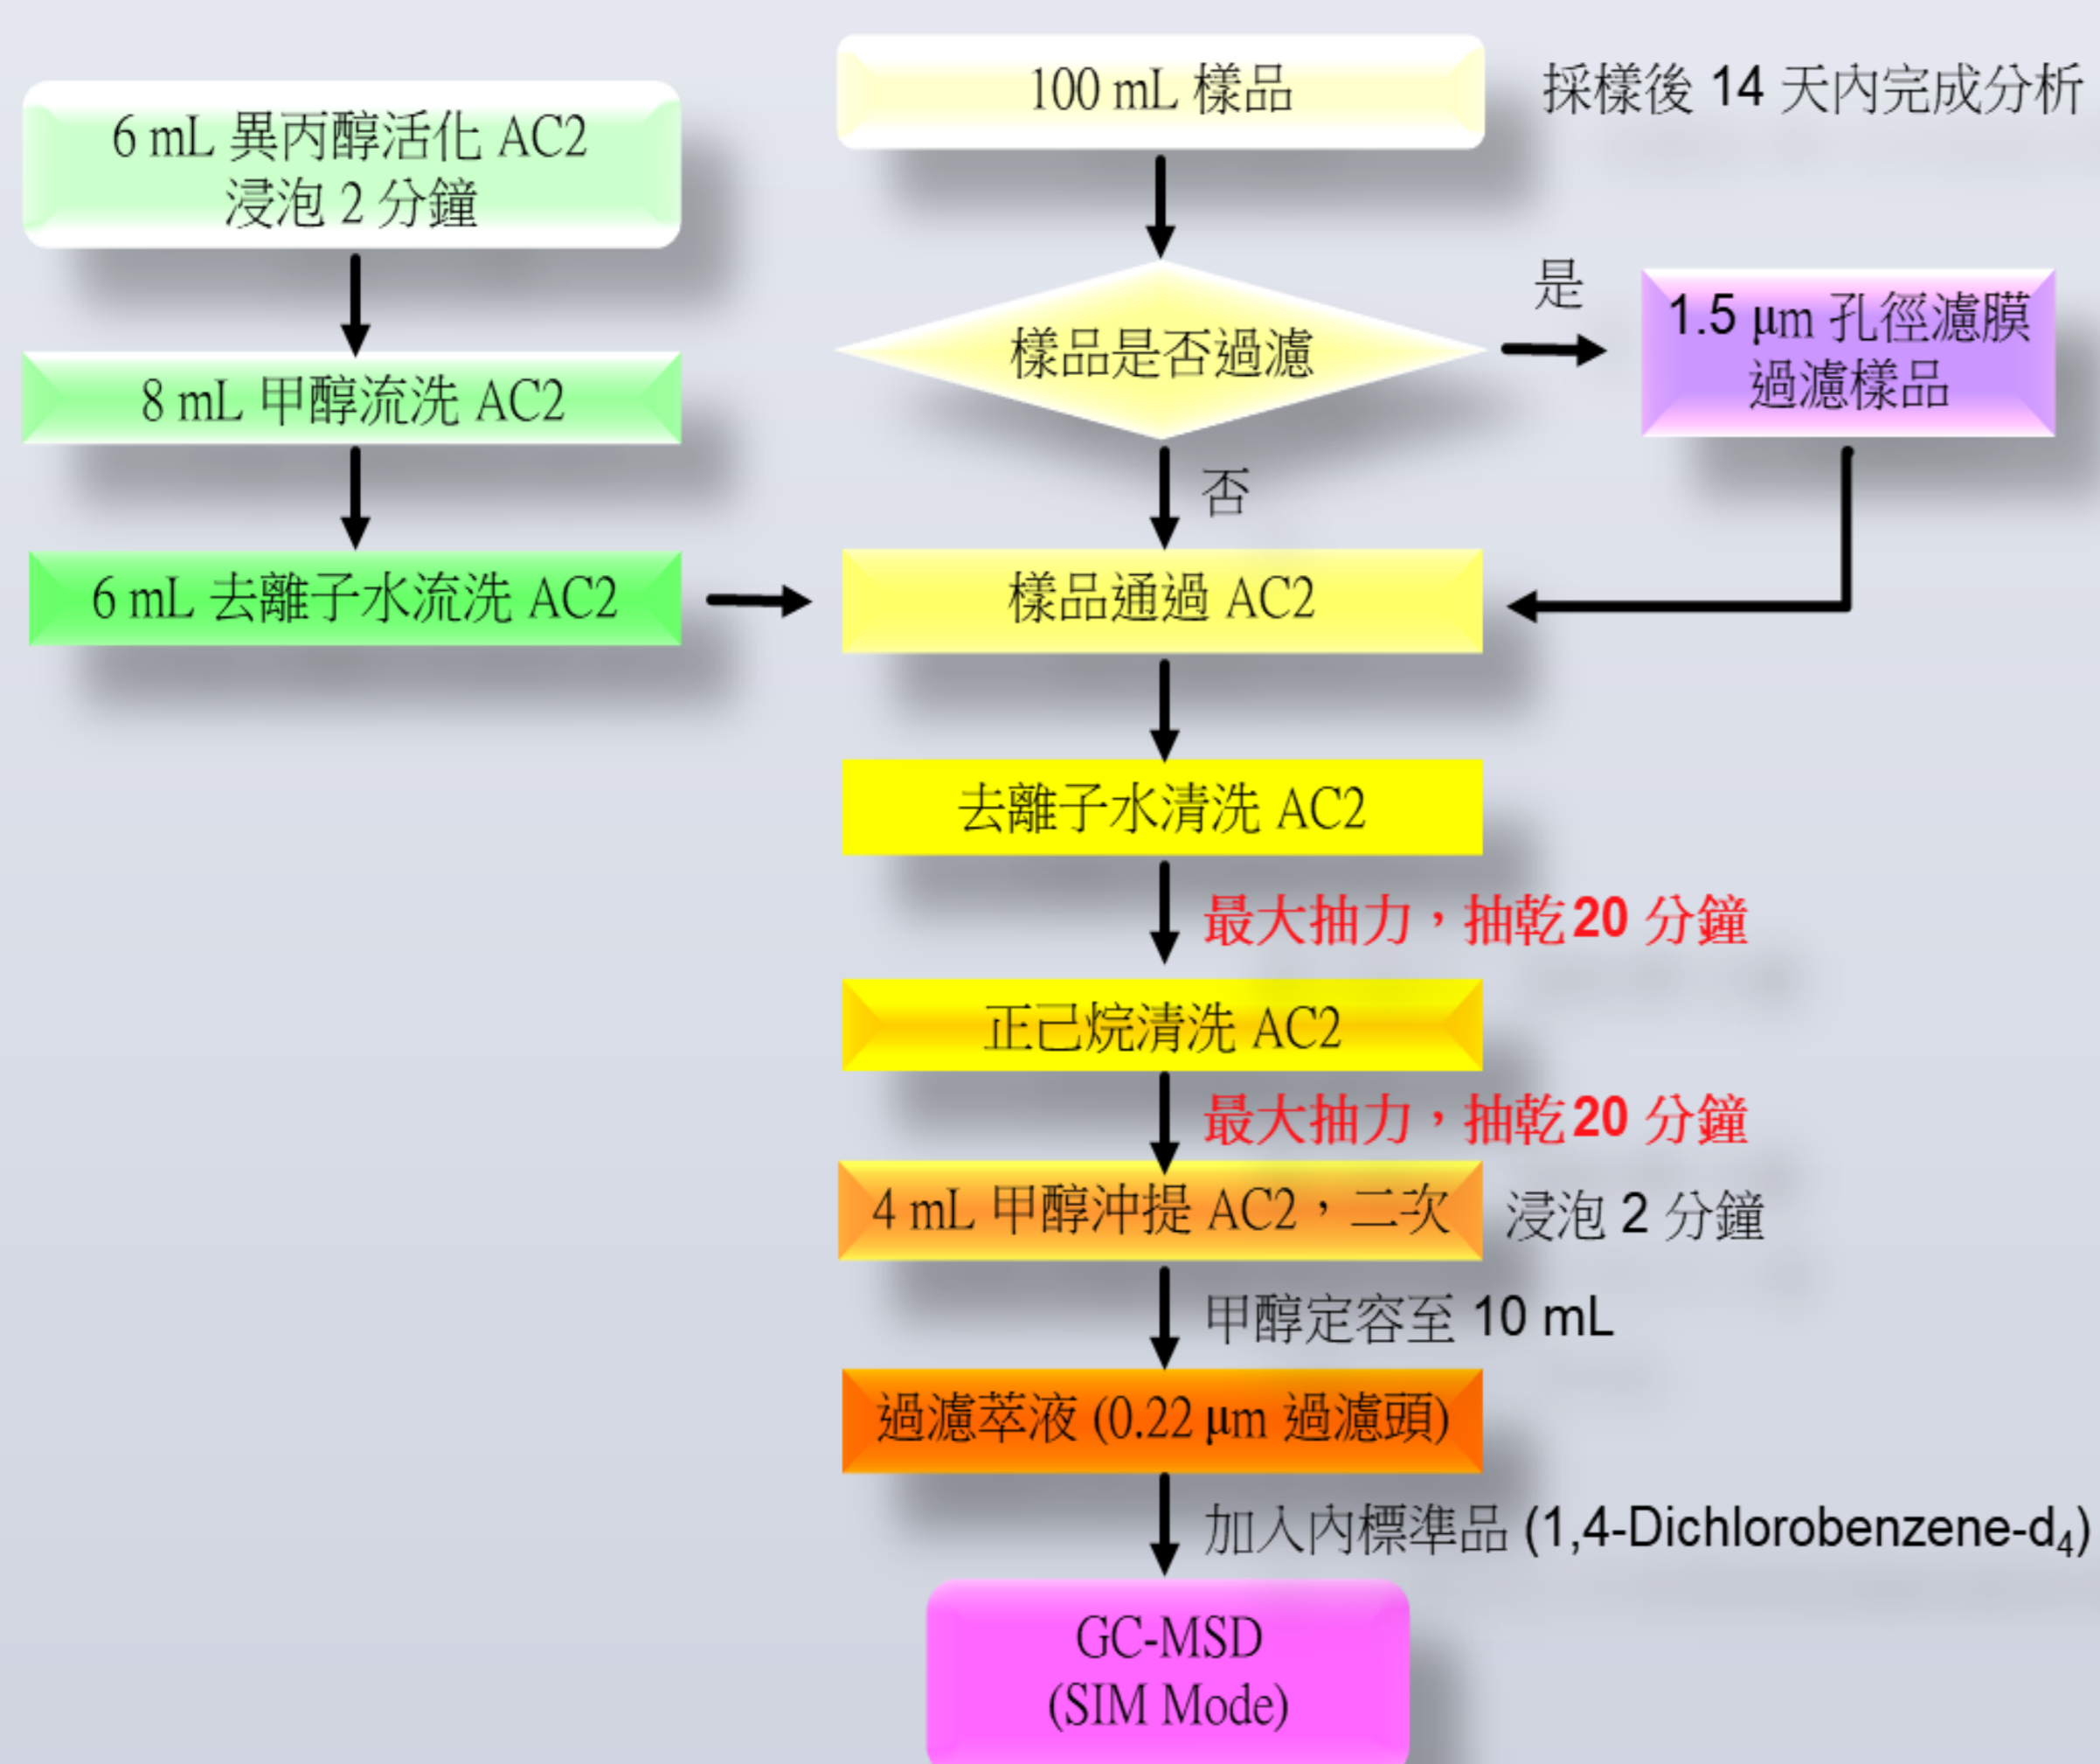 6 mL 異丙醇活化 AC2
浸泡 2 分鐘
8 mL 甲醇流洗 AC2
6 mL 去離子水流洗 AC2
100 mL 樣品
採樣後 14 天內完成分析
樣品是否過濾
是
1.5 μm 孔徑濾膜
過濾樣品
否
樣品通過 AC2
去離子水清洗 AC2
最大抽力，抽乾20 分鐘
正己烷清洗 AC2
最大抽力，抽乾20 分鐘
4 mL 甲醇沖提 AC2，二次
浸泡 2 分鐘
甲醇定容至 10 mL
過濾萃液 (0.22 μm 過濾頭)
加入內標準品 (1,4-Dichlorobenzene-d₄)
GC-MSD
(SIM Mode)